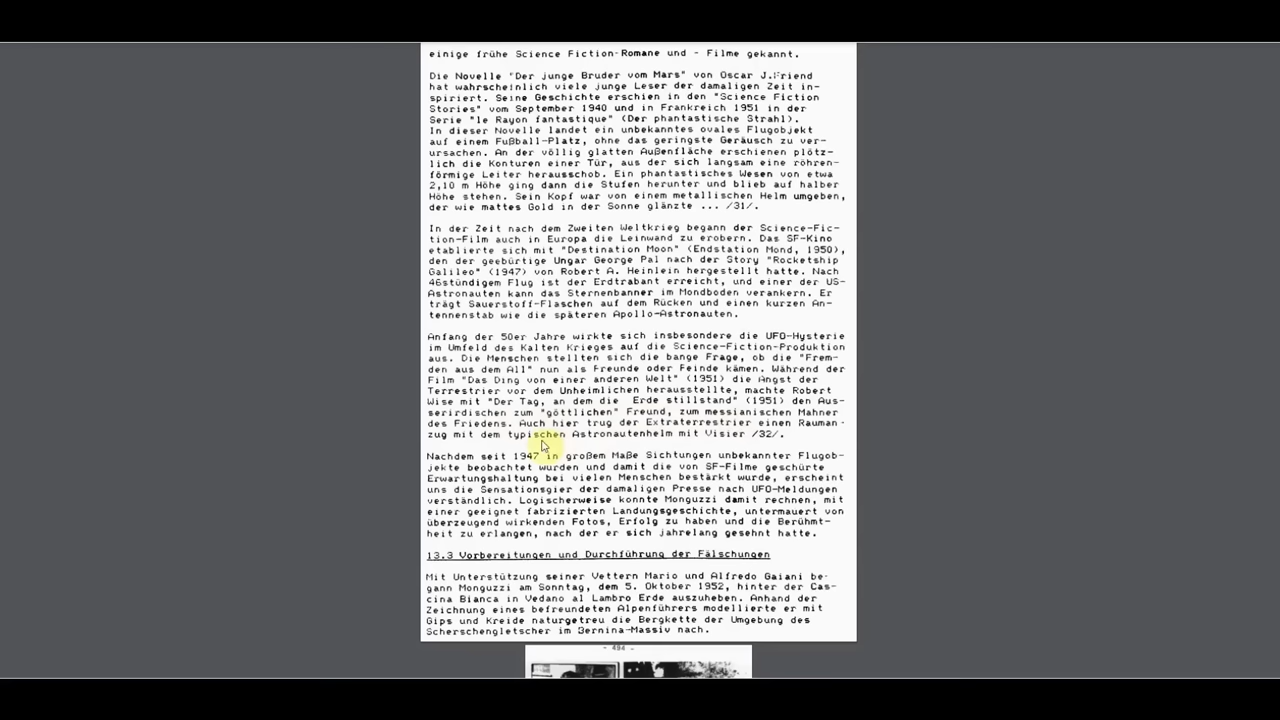 einige frühe Science Fiction-Romane und - Filme gekannt.
Die Novelle "Der junge Bruder vom Mars" von Oscar J.Friend
hat wahrscheinlich viele junge Leser der damaligen Zeit in-
spiriert. Seine Geschichte erschien in den "Science Fiction
Stories" vom September 1940 und in Frankreich 1951 in der
Serie "le Rayon fantastique" (Der phantastische Strahl).
In dieser Novelle landet ein unbekanntes ovales Flugobjekt
auf einem Fußball-Platz, ohne das geringste Geräusch zu ver-
ursachen. An der völlig glatten Außenfläche erschienen plötz-
lich die Konturen einer Tür, aus der sich langsam eine röhren-
förmige Leiter herausschob. Ein phantastisches Wesen von etwa
2,10 m Höhe ging dann die Stufen herunter und blieb auf halber
Höhe stehen. Sein Kopf war von einem metallischen Helm umgeben,
der wie mattes Gold in der Sonne glänzte ... /31/.
In der Zeit nach dem Zweiten Weltkrieg begann der Science-Fic-
tion-Film auch in Europa die Leinwand zu erobern. Das SF-Kino
etablierte sich mit "Destination Moon" (Endstation Mond, 1950),
den der geebürtige Ungar George Pal nach der Story "Rocketship
Galileo" (1947) von Robert A. Heinlein hergestellt hatte. Nach
46stündigem Flug ist der Erdtrabant erreicht, und einer der US-
Astronauten kann das Sternenbanner im Mondboden verankern. Er
trägt Sauerstoff-Flaschen auf dem Rücken und einen kurzen An-
tennenstab wie die späteren Apollo-Astronauten.
Anfang der 50er Jahre wirkte sich insbesondere die UFO-Hysterie
im Umfeld des Kalten Krieges auf die Science-Fiction-Produktion
aus. Die Menschen stellten sich die bange Frage, ob die "Frem-
den aus dem All" nun als Freunde oder Feinde kämen. Während der
Film "Das Ding von einer anderen Welt" (1951) die Angst der
Terrestrier vor dem Unheimlichen herausstellte, machte Robert
Wise mit "Der Tag, an dem die Erde stillstand" (1951) den Aus-
serirdischen zum "göttlichen" Freund, zum messianischen Mahner
des Friedens. Auch hier trug der Extraterrestrier einen Rauman-
zug mit dem typischen Astronautenhelm mit Visier /32/.
Nachdem seit 1947 in großem Maße Sichtungen unbekannter Flugob-
jekte beobachtet wurden und damit die von SF-Filme geschürte
Erwartungshaltung bei vielen Menschen bestärkt wurde, erscheint
uns die Sensationsgier der damaligen Presse nach UFO-Meldungen
verständlich. Logischerweise konnte Monguzzi damit rechnen, mit
einer geeignet fabrizierten Landungsgeschichte, untermauert von
überzeugend wirkenden Fotos, Erfolg zu haben und die Berühmt-
heit zu erlangen, nach der er sich jahrelang gesehnt hatte.
13.3 Vorbereitungen und Durchführung der Fälschungen
Mit Unterstützung seiner Vettern Mario und Alfredo Gaiani be-
gann Monguzzi am Sonntag, dem 5. Oktober 1952, hinter der Cas-
cina Bianca in Vedano al Lambro Erde auszuheben. Anhand der
Zeichnung eines befreundeten Alpenführers modellierte er mit
Gips und Kreide naturgetreu die Bergkette der Umgebung des
Scherschengletscher im Bernina-Massiv nach.
- 494 -